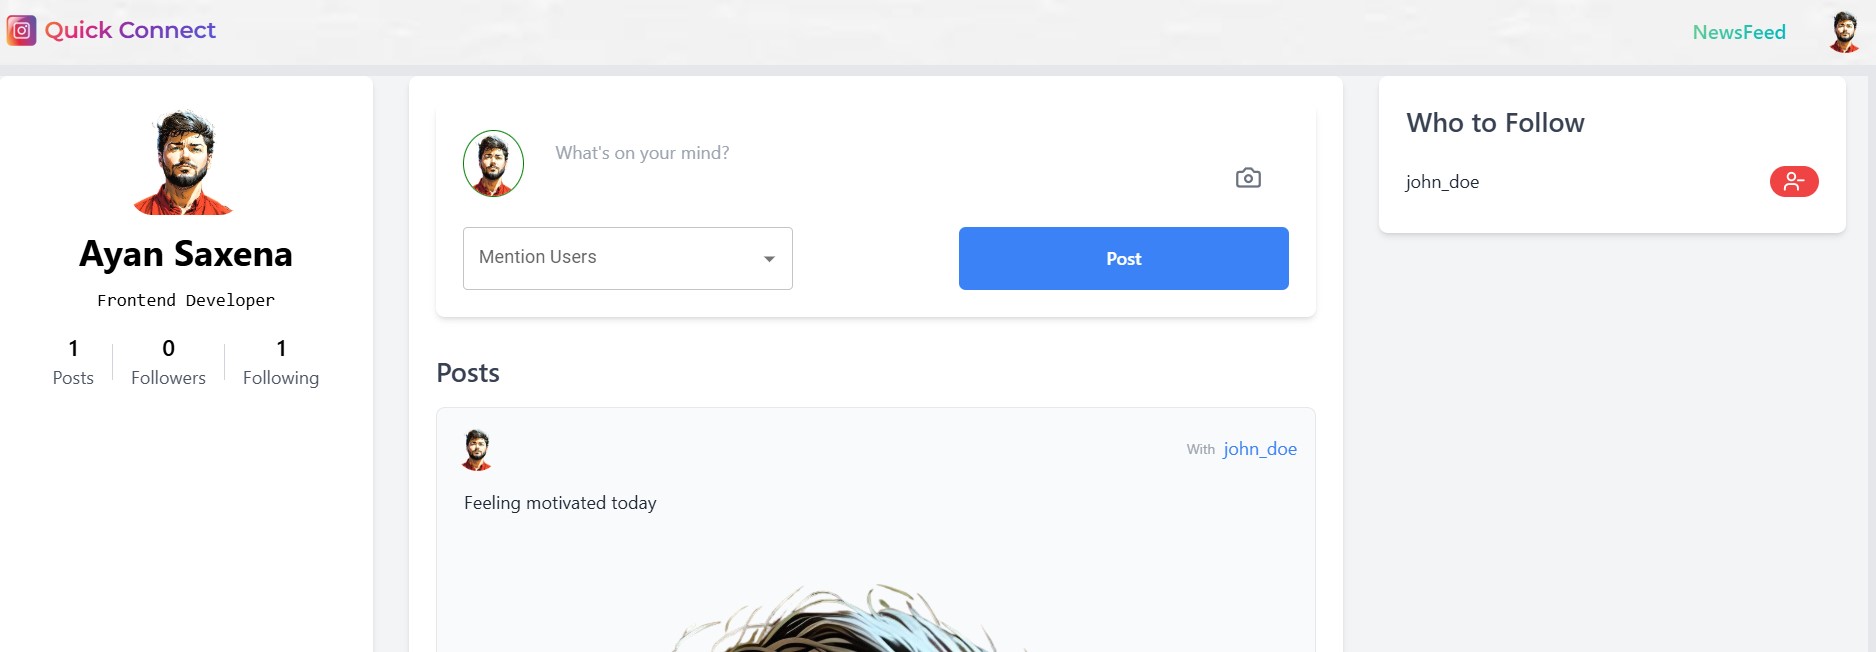 Quick Connect
NewsFeed
Ayan Saxena
Frontend Developer
1 0 1
Posts Followers Following
What's on your mind?
Mention Users
Post
Posts
With john_doe
Feeling motivated today
Who to Follow
john_doe